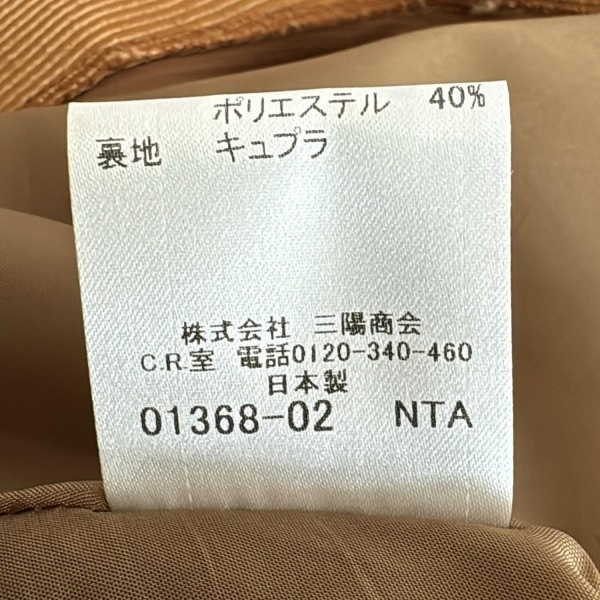 ポリエステル 40%
裏地 キュプラ
株式会社 三陽商会
C.R.室 電話0120-340-460
日本製
01368-02 NTA